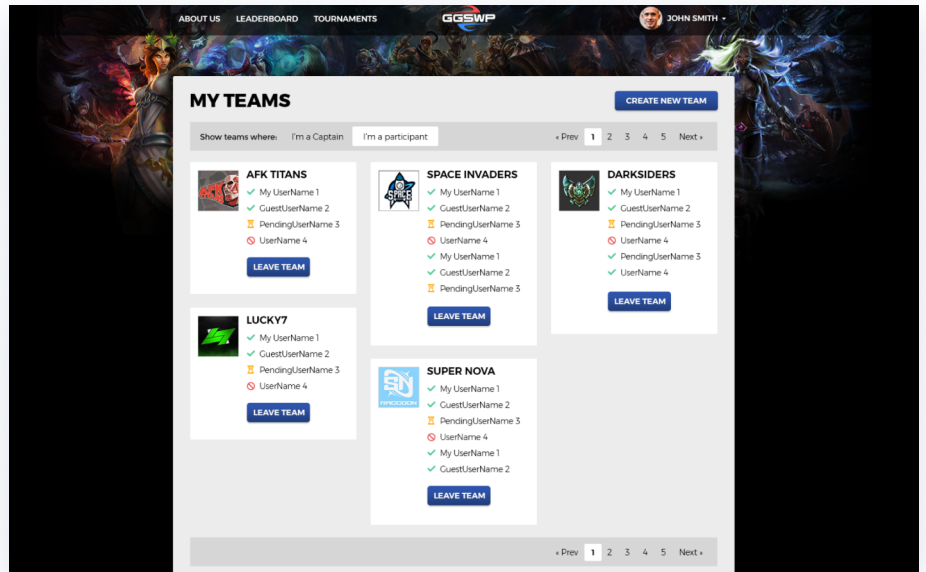 ABOUT US LEADERBOARD TOURNAMENTS GGSWP JOHN SMITH
MY TEAMS
CREATE NEW TEAM
Show teams where: I'm a Captain I'm a participant « Prev 1 2 3 4 5 Next »
AFK TITANS
My UserName 1
GuestUserName 2
PendingUserName 3
UserName 4
LEAVE TEAM
LUCKY7
My UserName 1
GuestUserName 2
PendingUserName 3
UserName 4
LEAVE TEAM
SPACE
SPACE INVADERS
My UserName 1
GuestUserName 2
PendingUserName 3
UserName 4
My UserName 1
GuestUserName 2
PendingUserName 3
LEAVE TEAM
SN
SUPER NOVA
My UserName 1
GuestUserName 2
PendingUserName 3
UserName 4
My UserName 1
GuestUserName 2
LEAVE TEAM
DARKSIDERS
My UserName 1
GuestUserName 2
PendingUserName 3
UserName 4
PendingUserName 3
UserName 4
LEAVE TEAM
« Prev 1 2 3 4 5 Next »